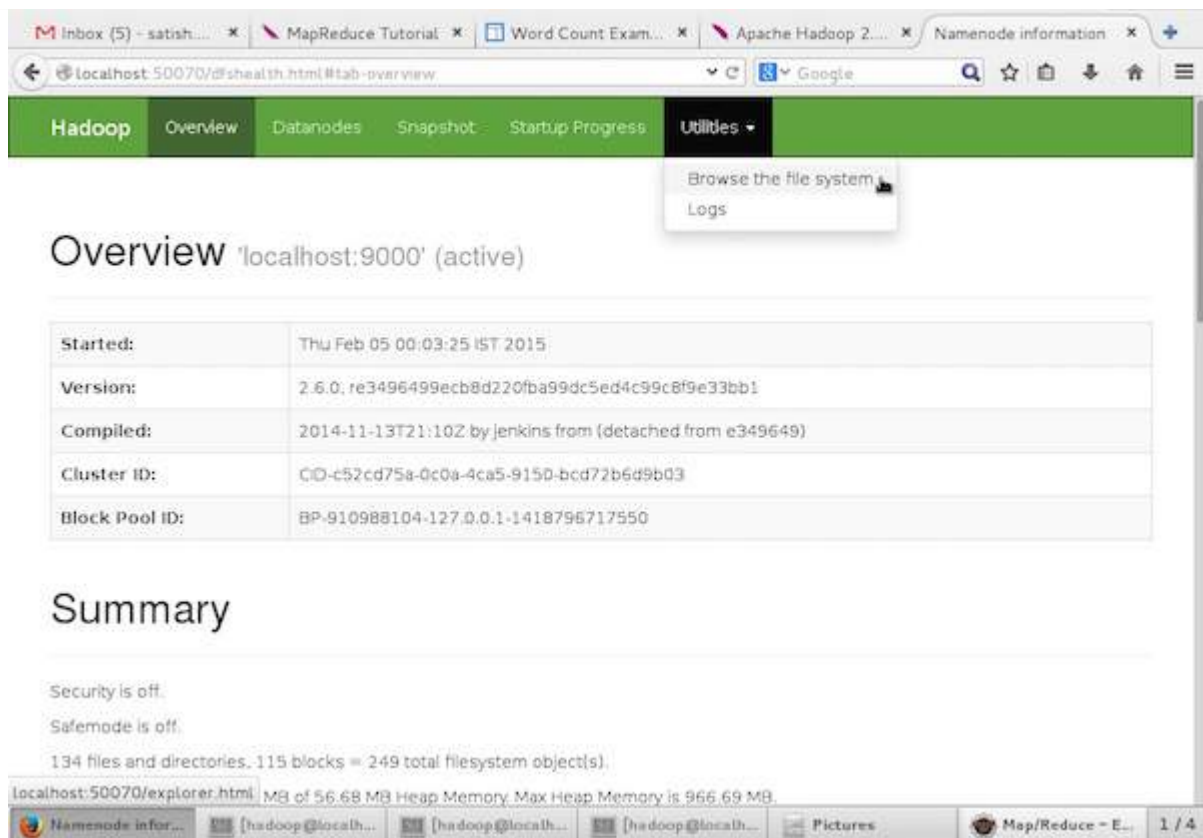 Inbox (5) - satish.... MapReduce Tutorial Word Count Exam... Apache Hadoop 2.... Namenode information
localhost:50070/dfshealth.html#tab-overview Google
Hadoop Overview Datanodes Snapshot Startup Progress Utilities
Browse the file system
Logs
Overview 'localhost:9000' (active)
Started: Thu Feb 05 00:03:25 IST 2015
Version: 2.6.0, re3496499ecb8d220fba99dc5ed4c99c8f9e33bb1
Compiled: 2014-11-13T21:10Z by jenkins from (detached from e349649)
Cluster ID: CID-c52cd75a-0c0a-4ca5-9150-bcd72b6d9b03
Block Pool ID: BP-910988104-127.0.0.1-1418796717550
Summary
Security is off.
Safemode is off.
134 files and directories, 115 blocks = 249 total filesystem object(s).
localhost:50070/explorer.html MB of 56.68 MB Heap Memory. Max Heap Memory is 966.69 MB.
Namenode infor... [hadoop@localh... [hadoop@localh... [hadoop@localh... Pictures Map/Reduce - E... 1 / 4